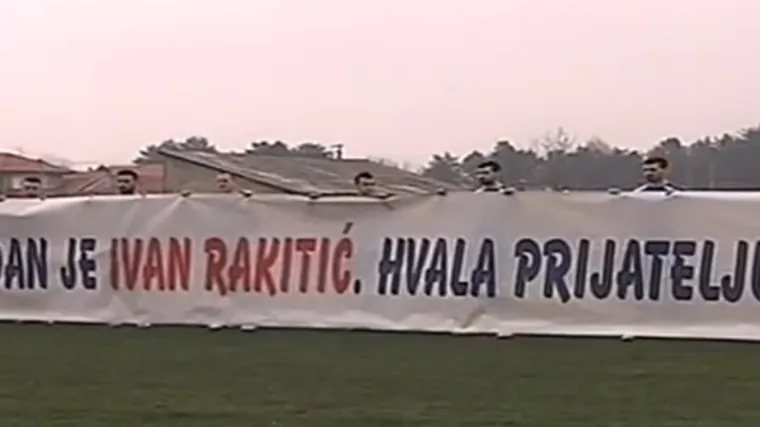 DAN JE IVAN RAKITIĆ. HVALA PRIJATELJU